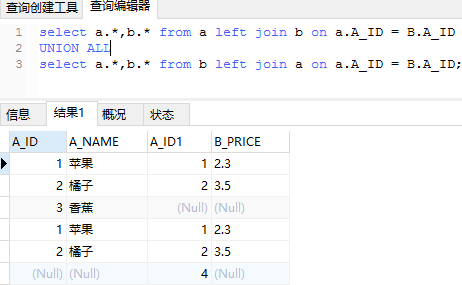 查询创建工具 查询编辑器
1 select a.*,b.* from a left join b on a.A_ID = B.A_ID
2 UNION ALL
3 select a.*,b.* from b left join a on a.A_ID = B.A_ID;
信息 结果1 概况 状态
A_ID A_NAME A_ID1 B_PRICE
1 苹果 1 2.3
2 橘子 2 3.5
3 香蕉 (Null) (Null)
1 苹果 1 2.3
2 橘子 2 3.5
(Null) (Null) 4 (Null)